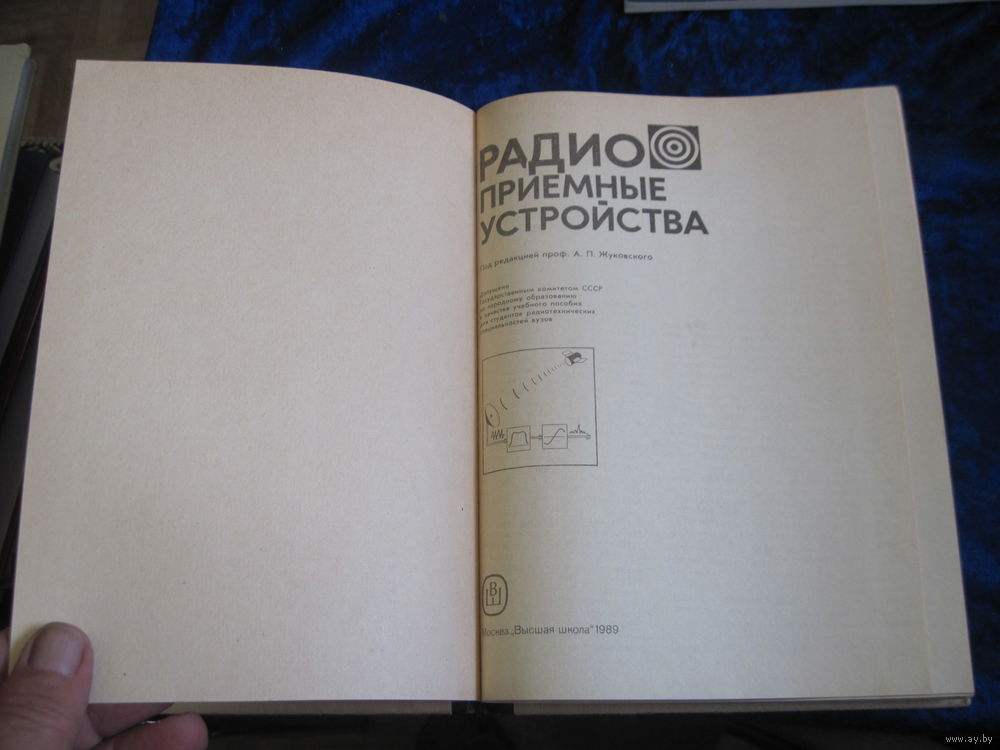 РАДИО
ПРИЕМНЫЕ
УСТРОЙСТВА
Под редакцией проф. А. П. Жуковского
Допущено
Государственным комитетом СССР
по народному образованию
в качестве учебного пособия
для студентов радиотехнических
специальностей вузов
ВШ
Москва „Высшая школа" 1989
www.ay.by